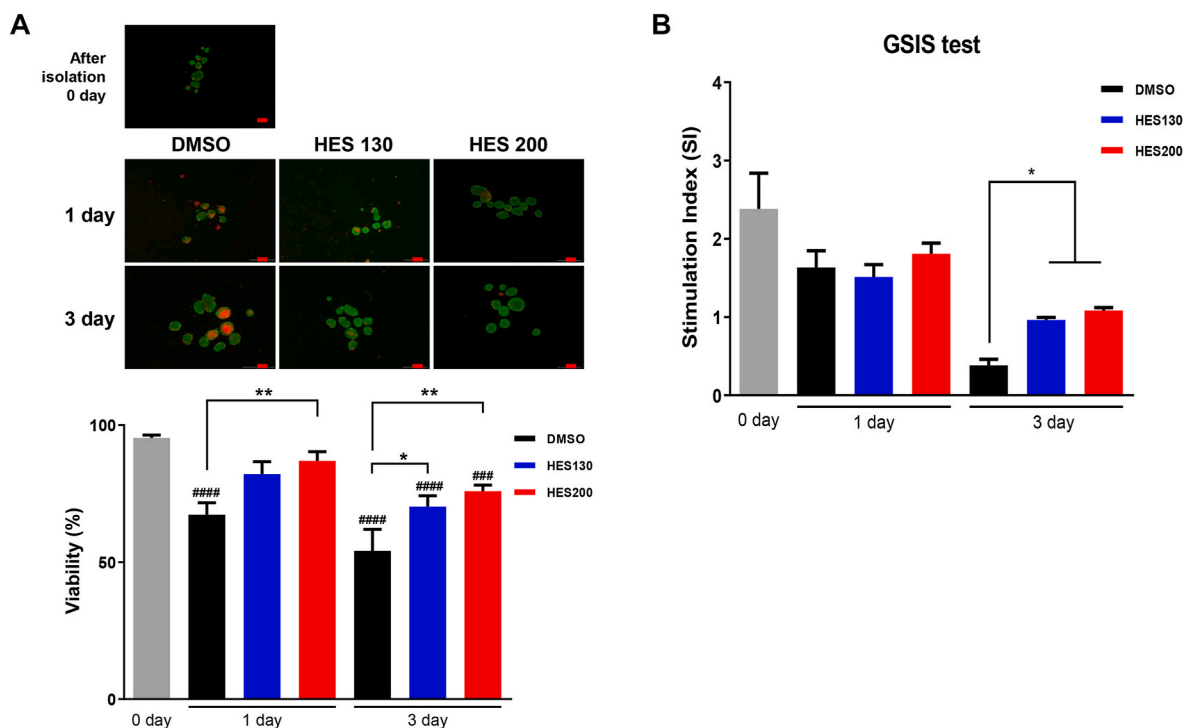 A
After
isolation
0 day
DMSO HES 130 HES 200
1 day
3 day
** **
100
DMSO
*
HES130
#### ### 
####
HES200
####
50
Viability (%)
0
0 day 1 day 3 day
B
GSIS test
4
DMSO
HES130
3
HES200
*
2
1
0
Stimulation Index (SI)
0 day 1 day 3 day